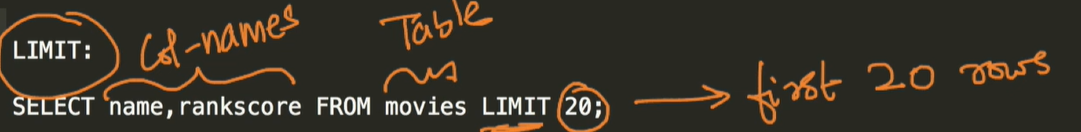 LIMIT:
Col-names
Table
SELECT name,rankscore FROM movies LIMIT 20;
first 20 rows